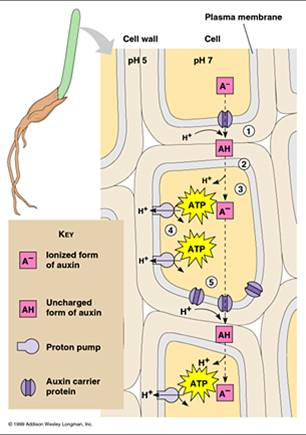 Plasma membrane
Cell wall
Cell
pH 5
pH 7
A⁻
1
H⁺
AH
2
H⁺
3
ATP
H⁺
A⁻
4
ATP
H⁺
5
H⁺
AH
H⁺
ATP
H⁺
A⁻
KEY
A⁻
Ionized form
of auxin
AH
Uncharged
form of auxin
Proton pump
Auxin carrier
protein
© 1999 Addison Wesley Longman, Inc.